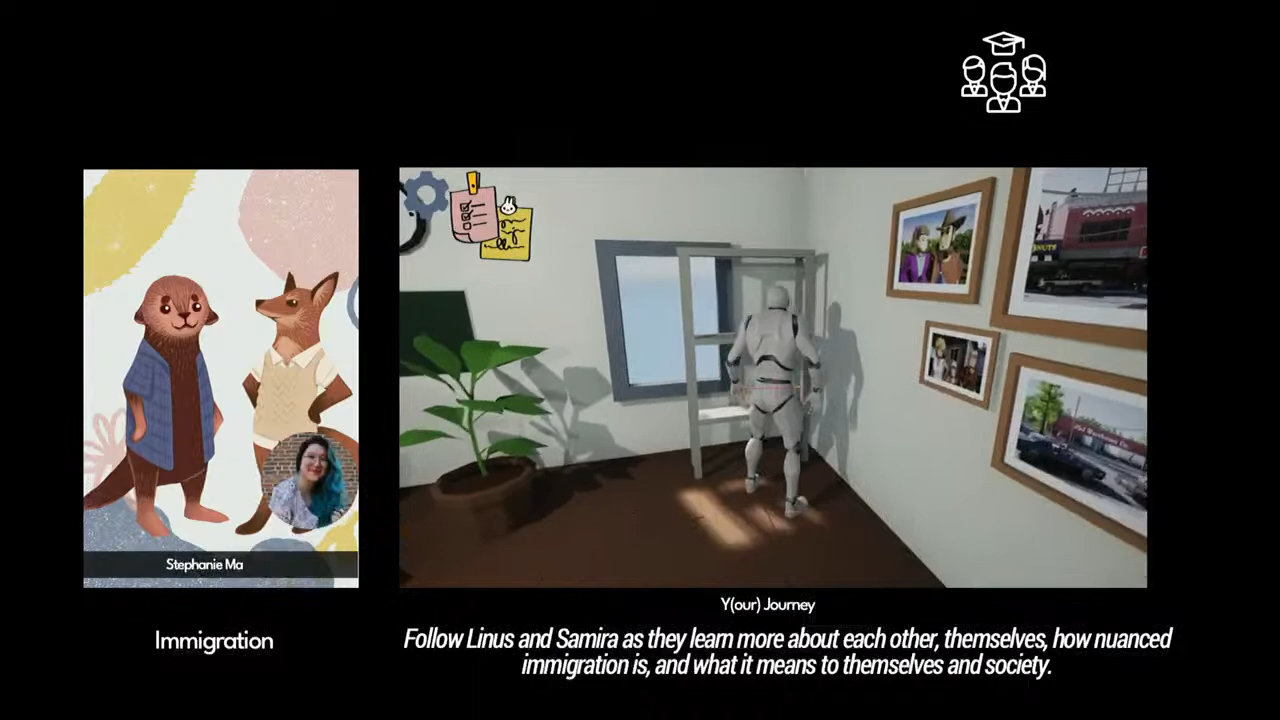 NUTS
Stephanie Ma
Y(our) Journey
Immigration
Follow Linus and Samira as they learn more about each other, themselves, how nuanced
immigration is, and what it means to themselves and society.